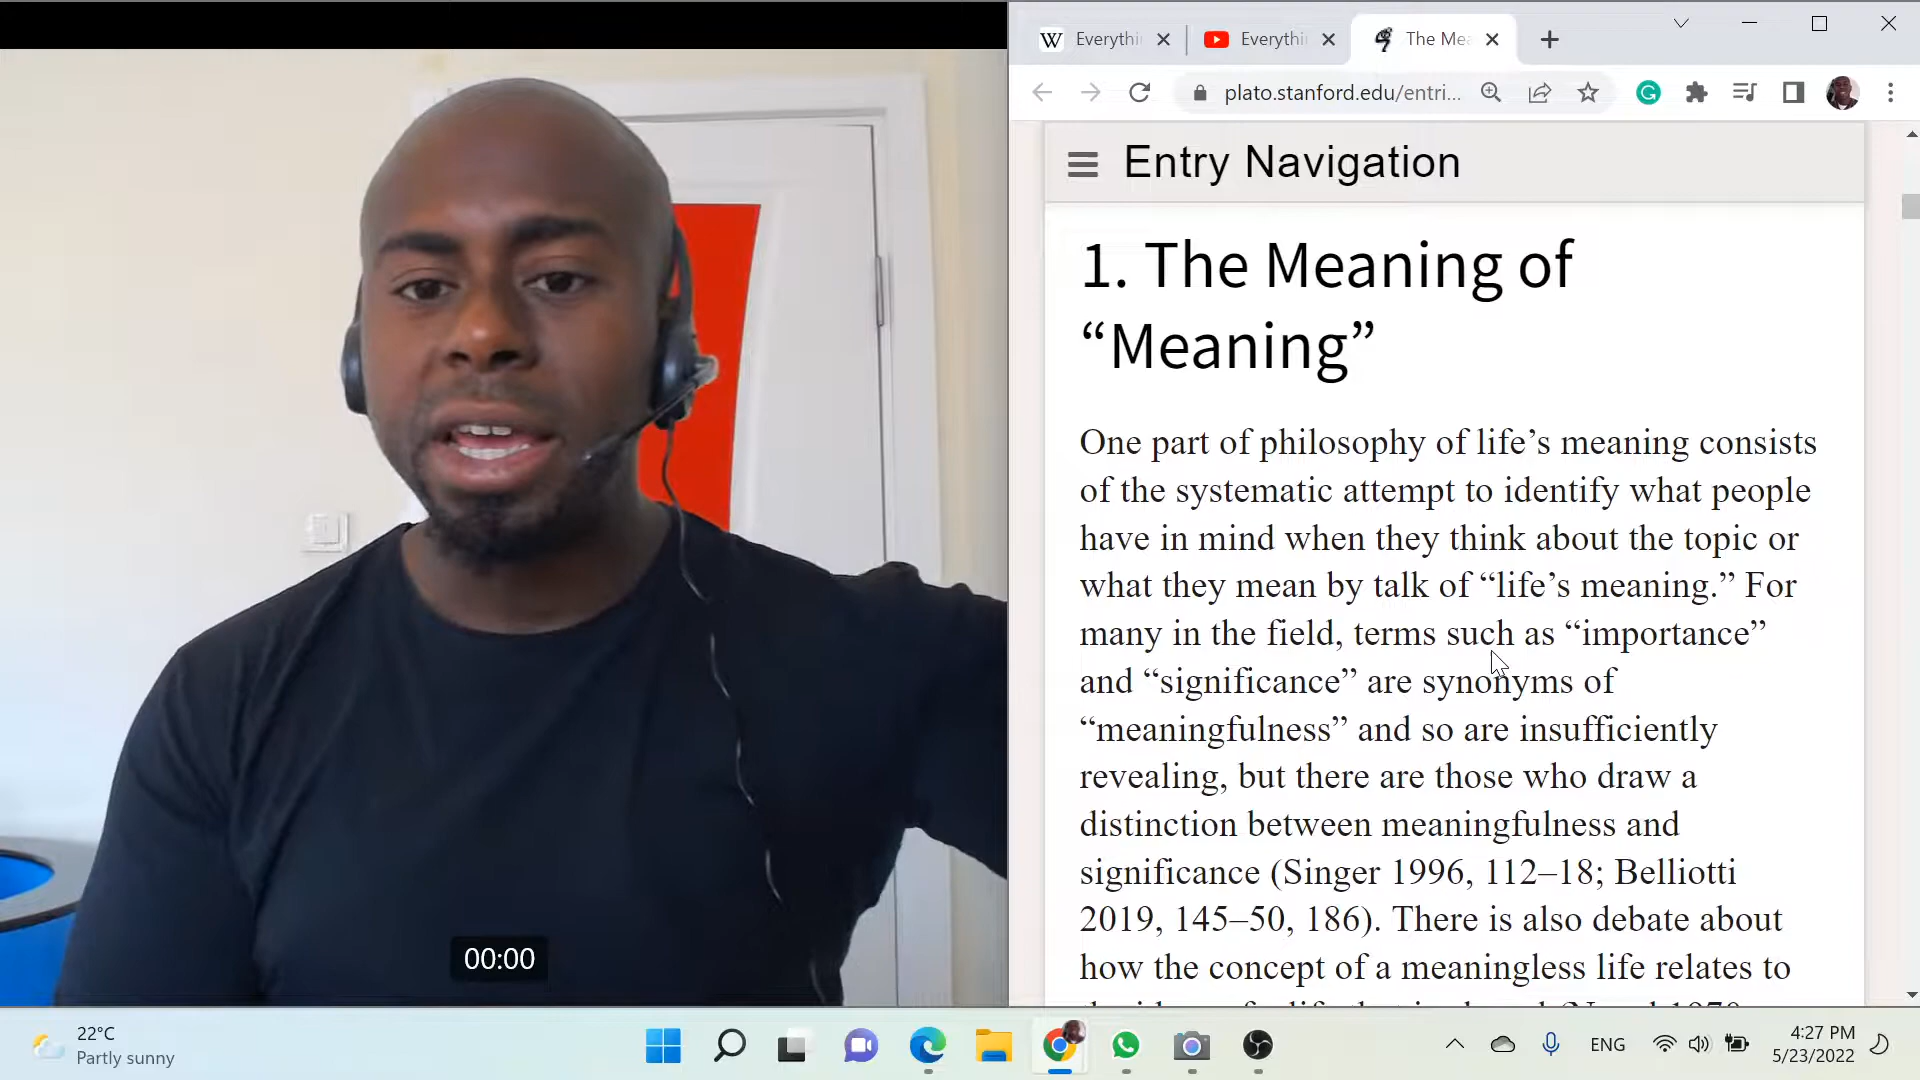 Everythi
Everythi
The Mea
plato.stanford.edu/entri...
Entry Navigation
1. The Meaning of
“Meaning”
One part of philosophy of life’s meaning consists
of the systematic attempt to identify what people
have in mind when they think about the topic or
what they mean by talk of “life’s meaning.” For
many in the field, terms such as “importance”
and “significance” are synonyms of
“meaningfulness” and so are insufficiently
revealing, but there are those who draw a
distinction between meaningfulness and
significance (Singer 1996, 112–18; Belliotti
2019, 145–50, 186). There is also debate about
how the concept of a meaningless life relates to
00:00
22°C
Partly sunny
ENG
4:27 PM
5/23/2022